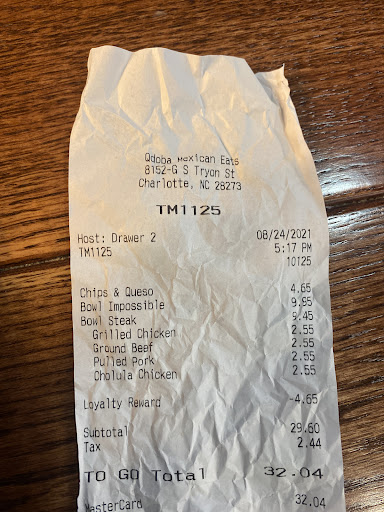 Qdoba Mexican Eats
8152-G S Tryon St
Charlotte, NC 28273
TM1125
Host: Drawer 2 08/24/2021
TM1125 5:17 PM
10125
Chips & Queso 4.65
Bowl Impossible 9.95
Bowl Steak 9.45
Grilled Chicken 2.55
Ground Beef 2.55
Pulled Pork 2.55
Cholula Chicken 2.55
Loyalty Reward -4.65
Subtotal 29.60
Tax 2.44
TO GO Total 32.04
MasterCard 32.04